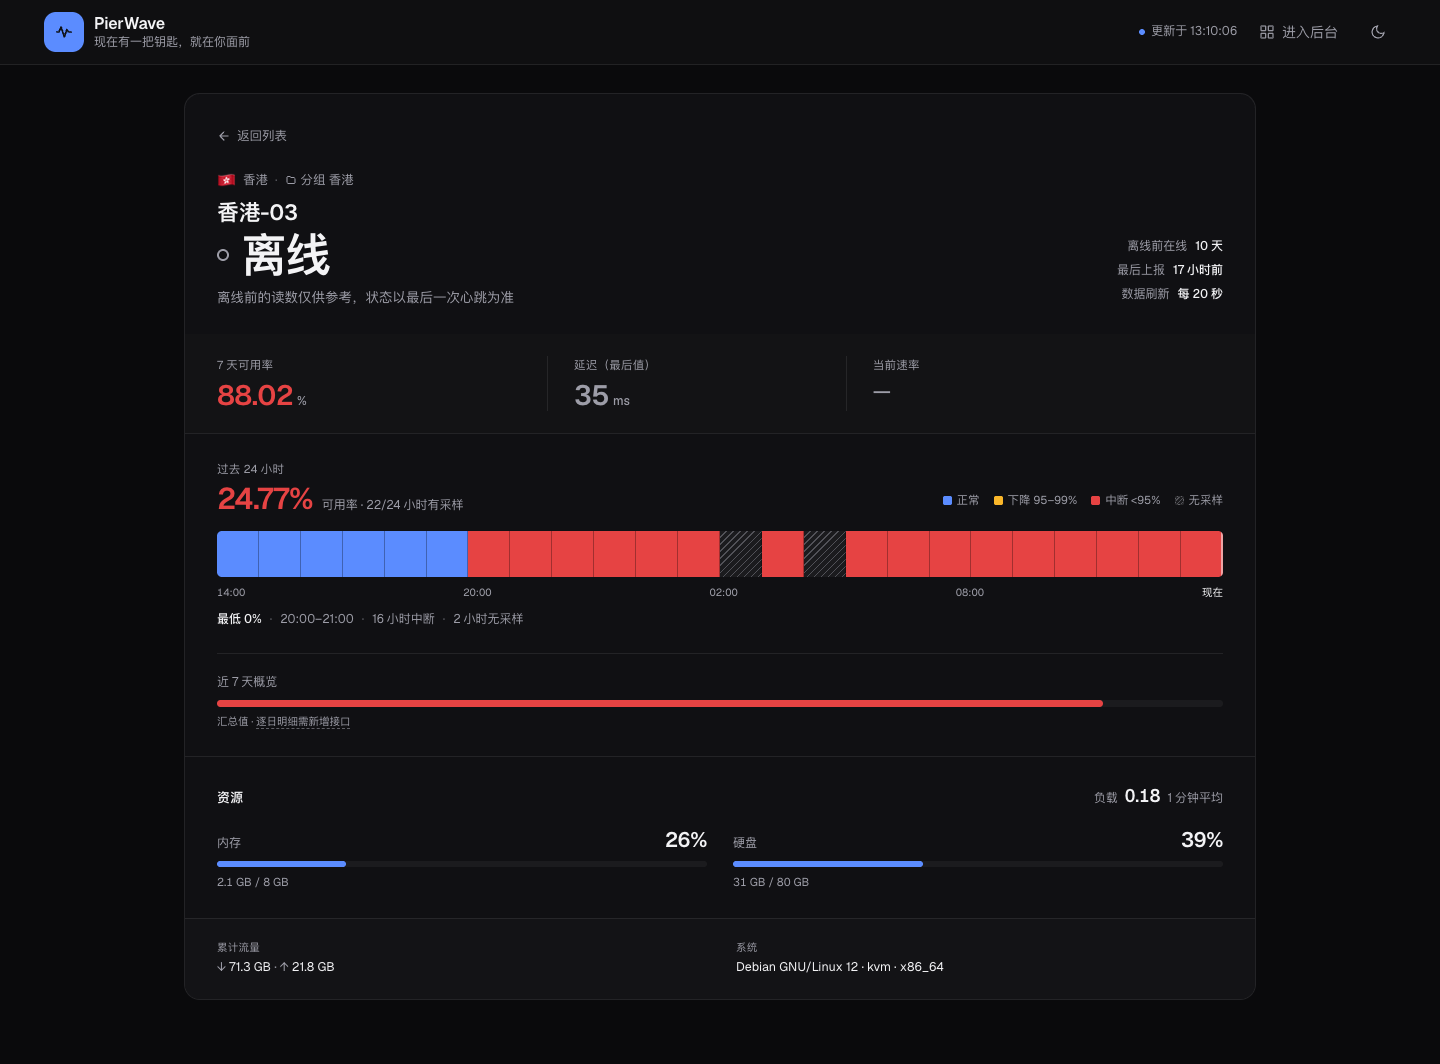 PierWave
现在有一把钥匙，就在你面前
更新于 13:10:06
进入后台
返回列表
香港 · 分组 香港
香港-03
离线
离线前的读数仅供参考，状态以最后一次心跳为准
离线前在线 10 天
最后上报 17 小时前
数据刷新 每 20 秒
7 天可用率
88.02 %
延迟（最后值）
35 ms
当前速率
—
过去 24 小时
24.77% 可用率 · 22/24 小时有采样
正常 下降 95–99% 中断 <95% 无采样
14:00 20:00 02:00 08:00 现在
最低 0% · 20:00–21:00 · 16 小时中断 · 2 小时无采样
近 7 天概览
汇总值 · 逐日明细需新增接口
资源
负载 0.18 1 分钟平均
内存 26%
2.1 GB / 8 GB
硬盘 39%
31 GB / 80 GB
累计流量
↓ 71.3 GB · ↑ 21.8 GB
系统
Debian GNU/Linux 12 · kvm · x86_64